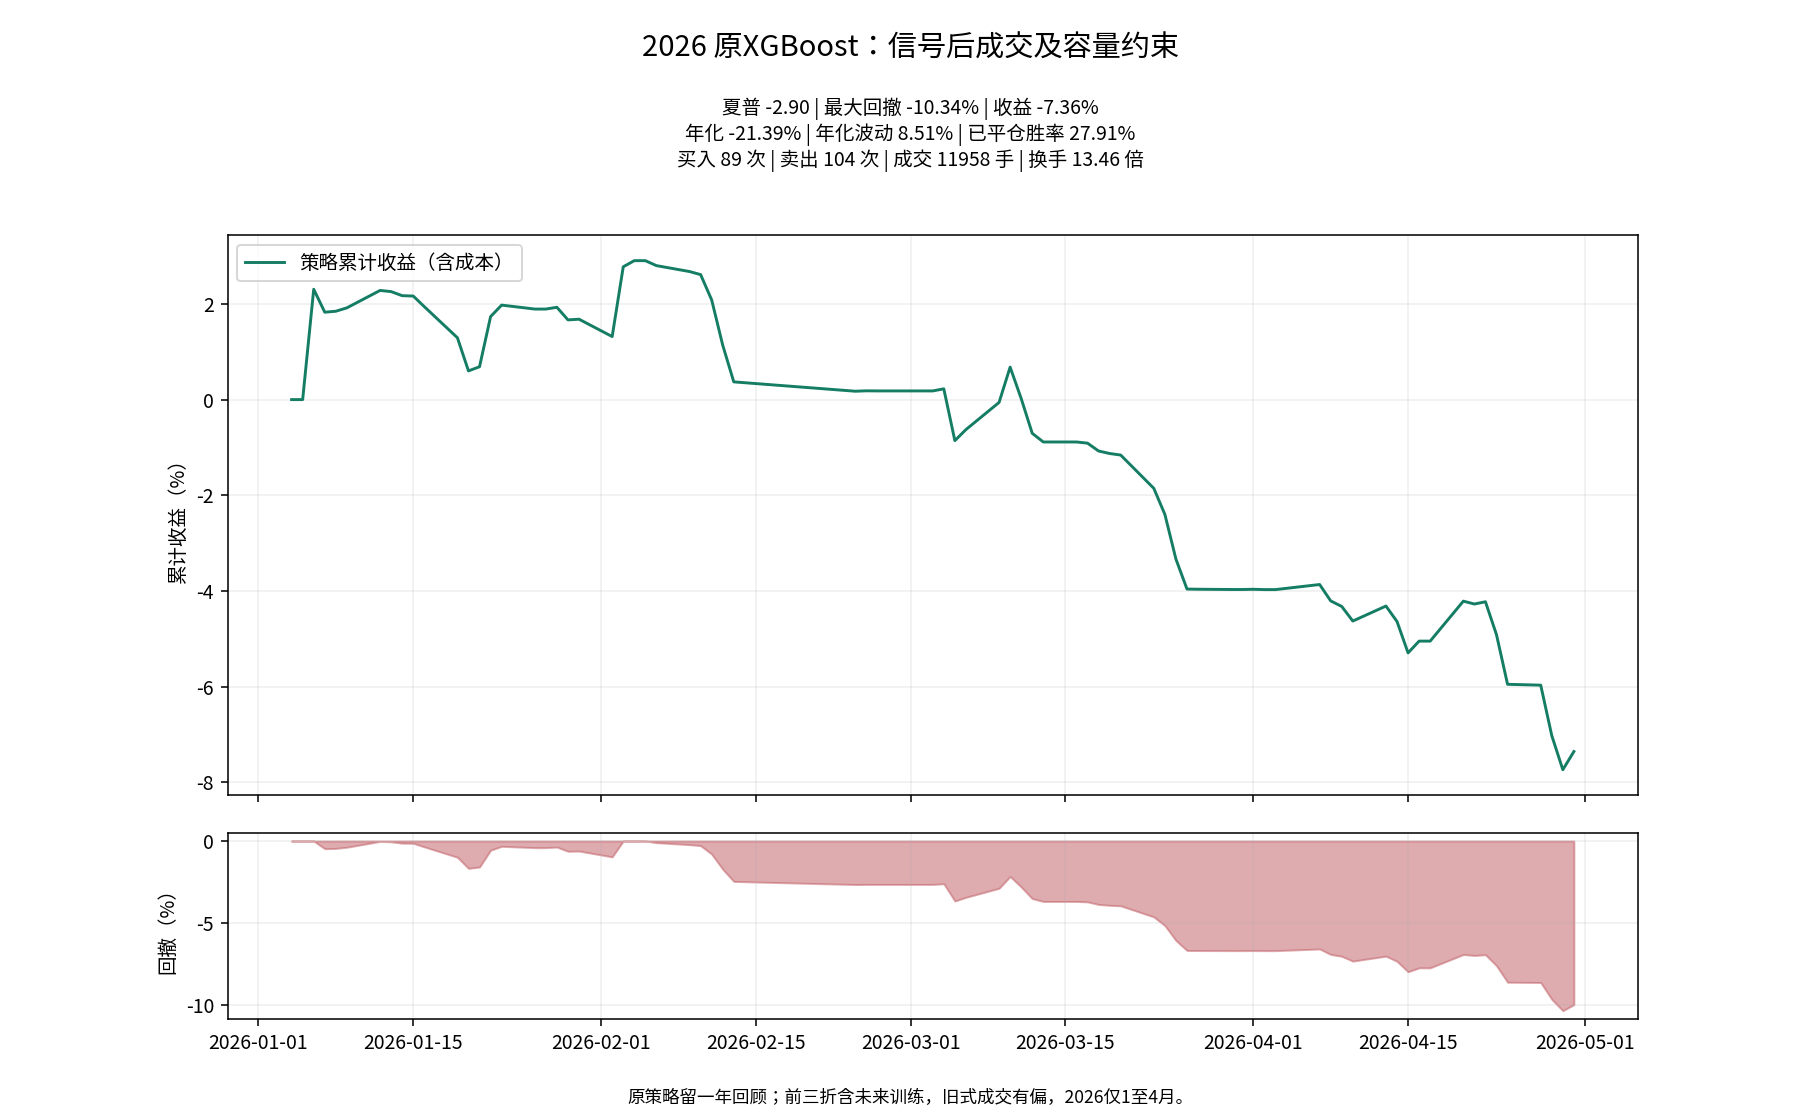 2026 原XGBoost：信号后成交及容量约束
夏普 -2.90 | 最大回撤 -10.34% | 收益 -7.36%
年化 -21.39% | 年化波动 8.51% | 已平仓胜率 27.91%
买入 89 次 | 卖出 104 次 | 成交 11958 手 | 换手 13.46 倍
策略累计收益（含成本）
累计收益（%）
2
0
-2
-4
-6
-8
回撤（%）
0
-5
-10
2026-01-01
2026-01-15
2026-02-01
2026-02-15
2026-03-01
2026-03-15
2026-04-01
2026-04-15
2026-05-01
原策略留一年回顾；前三折含未来训练，旧式成交有偏，2026仅1至4月。